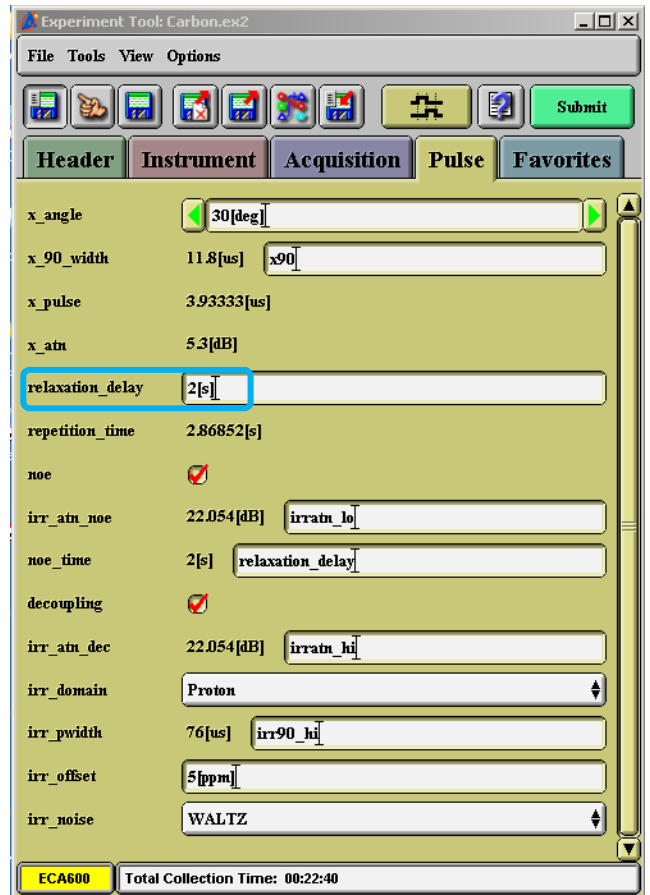 Experiment Tool: Carbon.ex2
File Tools View Options
Submit
Header Instrument Acquisition Pulse Favorites
x_angle 30[deg]
x_90_width 11.8[us] x90
x_pulse 3.93333[us]
x_atn 5.3[dB]
relaxation_delay 2[s]
repetition_time 2.86852[s]
noe
irr_atn_noe 22.054[dB] irratn_lo
noe_time 2[s] relaxation_delay
decoupling
irr_atn_dec 22.054[dB] irratn_hi
irr_domain Proton
irr_pwidth 76[us] irr90_hi
irr_offset 5[ppm]
irr_noise WALTZ
ECA600 Total Collection Time: 00:22:40